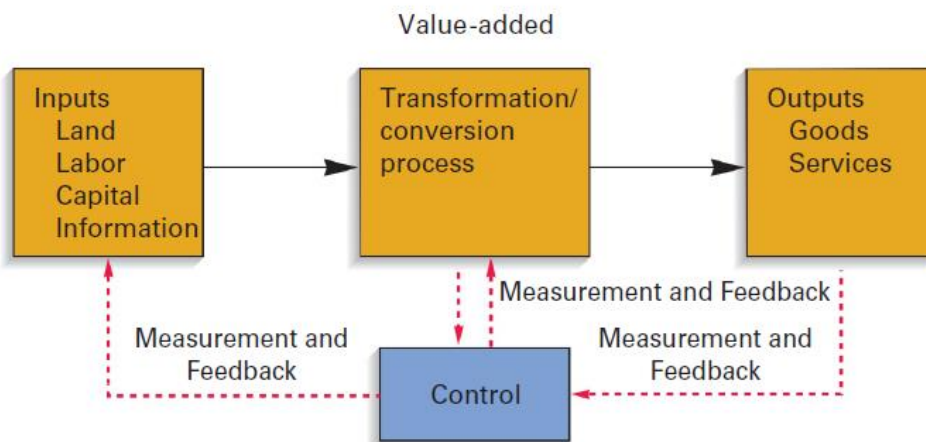 Value-added
Inputs
Land
Labor
Capital
Information
Transformation/
conversion
process
Outputs
Goods
Services
Measurement and Feedback
Measurement and
Feedback
Measurement and
Feedback
Control